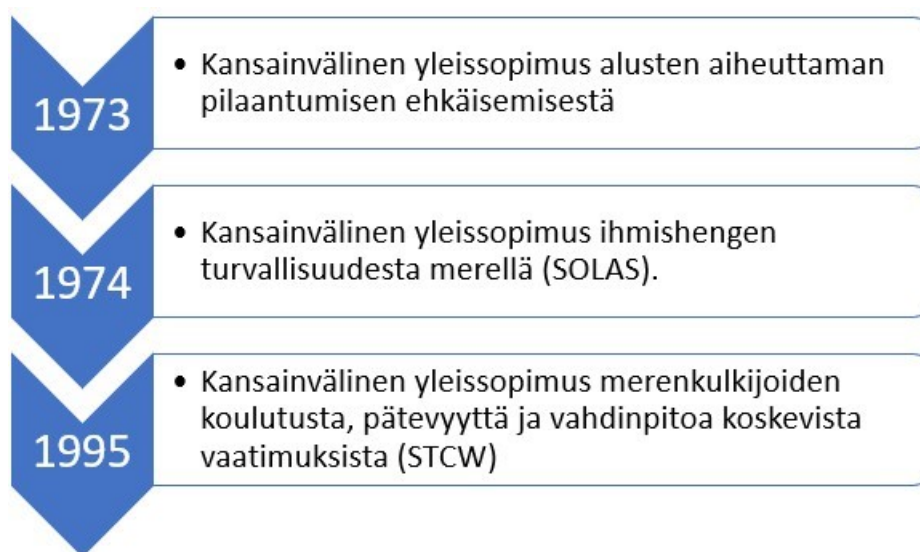 1973
• Kansainvälinen yleissopimus alusten aiheuttaman
pilaantumisen ehkäisemisestä
1974
• Kansainvälinen yleissopimus ihmishengen
turvallisuudesta merellä (SOLAS).
1995
• Kansainvälinen yleissopimus merenkulkijoiden
koulutusta, pätevyyttä ja vahdinpitoa koskevista
vaatimuksista (STCW)